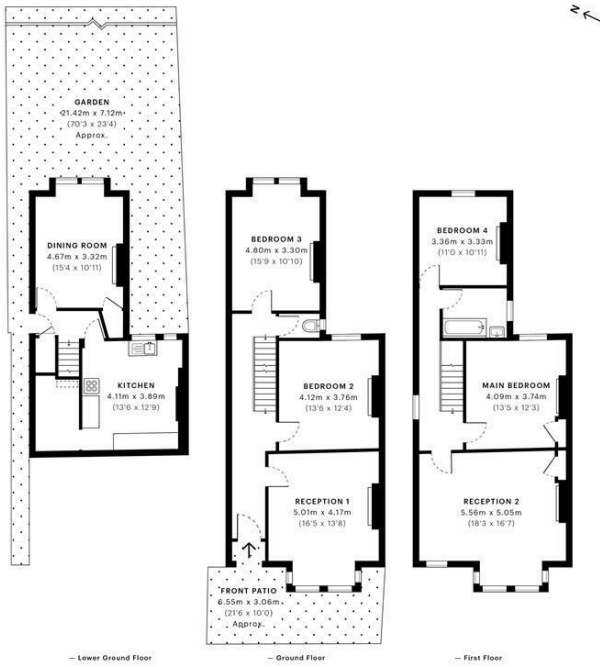 N
GARDEN
21.42m x 7.12m
(70'3 x 23'4)
Approx.
DINING ROOM
4.67m x 3.32m
(15'4 x 10'11)
KITCHEN
4.11m x 3.89m
(13'6 x 12'9)
BEDROOM 3
4.80m x 3.30m
(15'9 x 10'10)
BEDROOM 2
4.12m x 3.76m
(13'6 x 12'4)
RECEPTION 1
5.01m x 4.17m
(16'5 x 13'8)
FRONT PATIO
6.55m x 3.06m
(21'6 x 10'0)
Approx.
BEDROOM 4
3.36m x 3.33m
(11'0 x 10'11)
MAIN BEDROOM
4.09m x 3.74m
(13'5 x 12'3)
RECEPTION 2
5.56m x 5.05m
(18'3 x 16'7)
— Lower Ground Floor
— Ground Floor
— First Floor